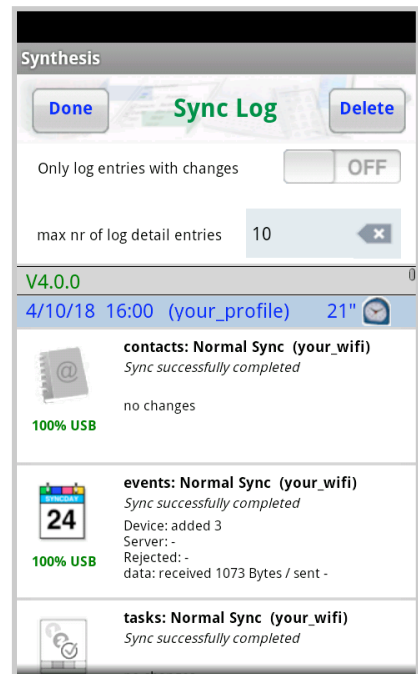 Synthesis
Done
Sync Log
Delete
Only log entries with changes
OFF
max nr of log detail entries
10
V4.0.0
4/10/18 16:00 (your_profile) 21"
contacts: Normal Sync (your_wifi)
Sync successfully completed
no changes
100% USB
events: Normal Sync (your_wifi)
Sync successfully completed
SYNCDAY
24
Device: added 3
Server: -
Rejected: -
data: received 1073 Bytes / sent -
100% USB
tasks: Normal Sync (your_wifi)
Sync successfully completed